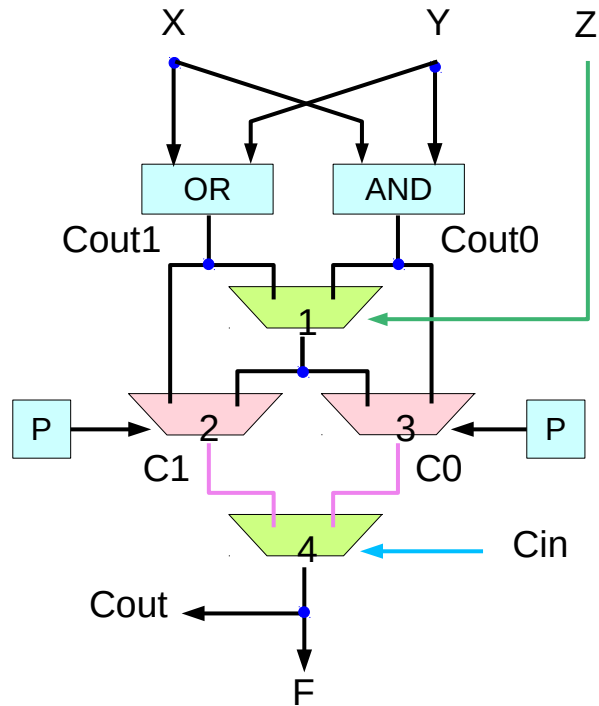 X Y Z
OR AND
Cout1 Cout0
1
P 2 3 P
C1 C0
4 Cin
Cout
F